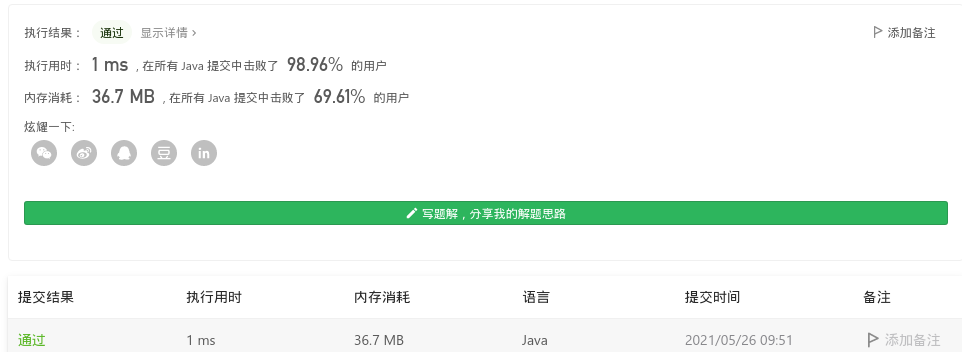 执行结果： 通过 显示详情 › 添加备注
执行用时： 1 ms , 在所有 Java 提交中击败了 98.96% 的用户
内存消耗： 36.7 MB , 在所有 Java 提交中击败了 69.61% 的用户
炫耀一下:
豆 in
写题解，分享我的解题思路
提交结果 执行用时 内存消耗 语言 提交时间 备注
通过 1 ms 36.7 MB Java 2021/05/26 09:51 添加备注